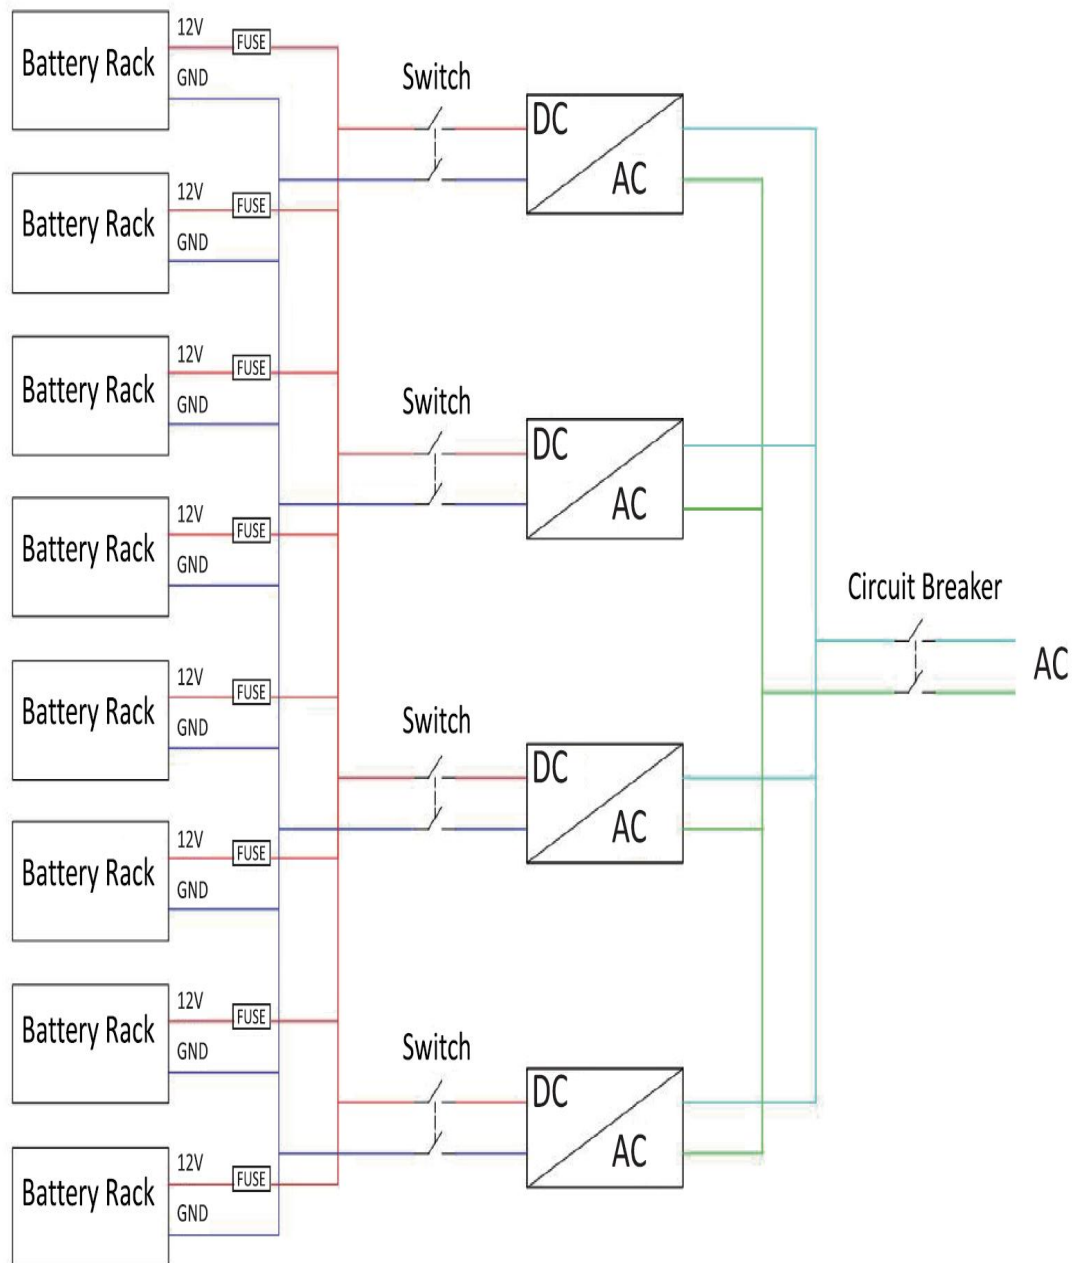 12V
FUSE
Battery Rack
GND
Switch
DC
AC
12V
FUSE
Battery Rack
GND
12V
FUSE
Battery Rack
GND
Switch
DC
AC
12V
FUSE
Battery Rack
GND
Circuit Breaker
AC
12V
FUSE
Battery Rack
GND
Switch
DC
AC
12V
FUSE
Battery Rack
GND
12V
FUSE
Battery Rack
GND
Switch
DC
AC
12V
FUSE
Battery Rack
GND